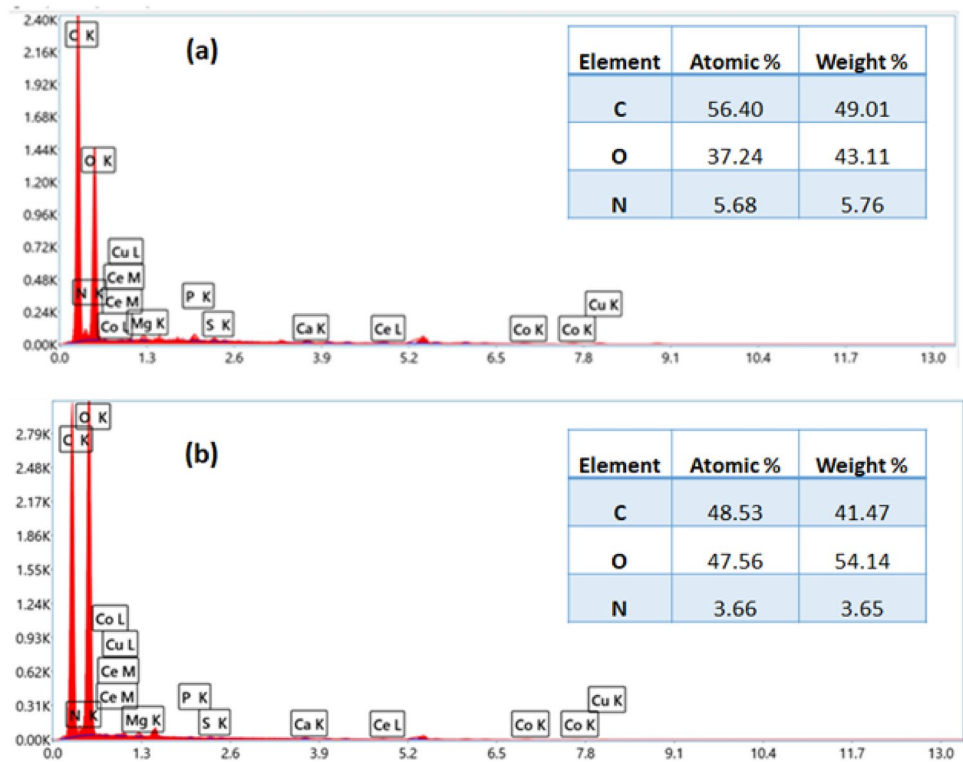 2.40K
C K
(a)
2.16K
Element Atomic % Weight %
1.92K
C 56.40 49.01
1.68K
1.44K
O K
O 37.24 43.11
1.20K
N 5.68 5.76
0.96K
0.72K
Cu L
0.48K
Ce M
N K
Ce M
P K
Cu K
0.24K
Co L
Mg K
S K
Ca K
Ce L
Co K
Co K
0.00K
0.0 1.3 2.6 3.9 5.2 6.5 7.8 9.1 10.4 11.7 13.0
O K
2.79K
C K
(b)
Element Atomic % Weight %
2.48K
2.17K
C 48.53 41.47
1.86K
O 47.56 54.14
1.55K
1.24K
N 3.66 3.65
Co L
0.93K
Cu L
0.62K
Ce M
Ce M
P K
Cu K
0.31K
N K
Mg K
S K
Ca K
Ce L
Co K
Co K
0.00K
0.0 1.3 2.6 3.9 5.2 6.5 7.8 9.1 10.4 11.7 13.0